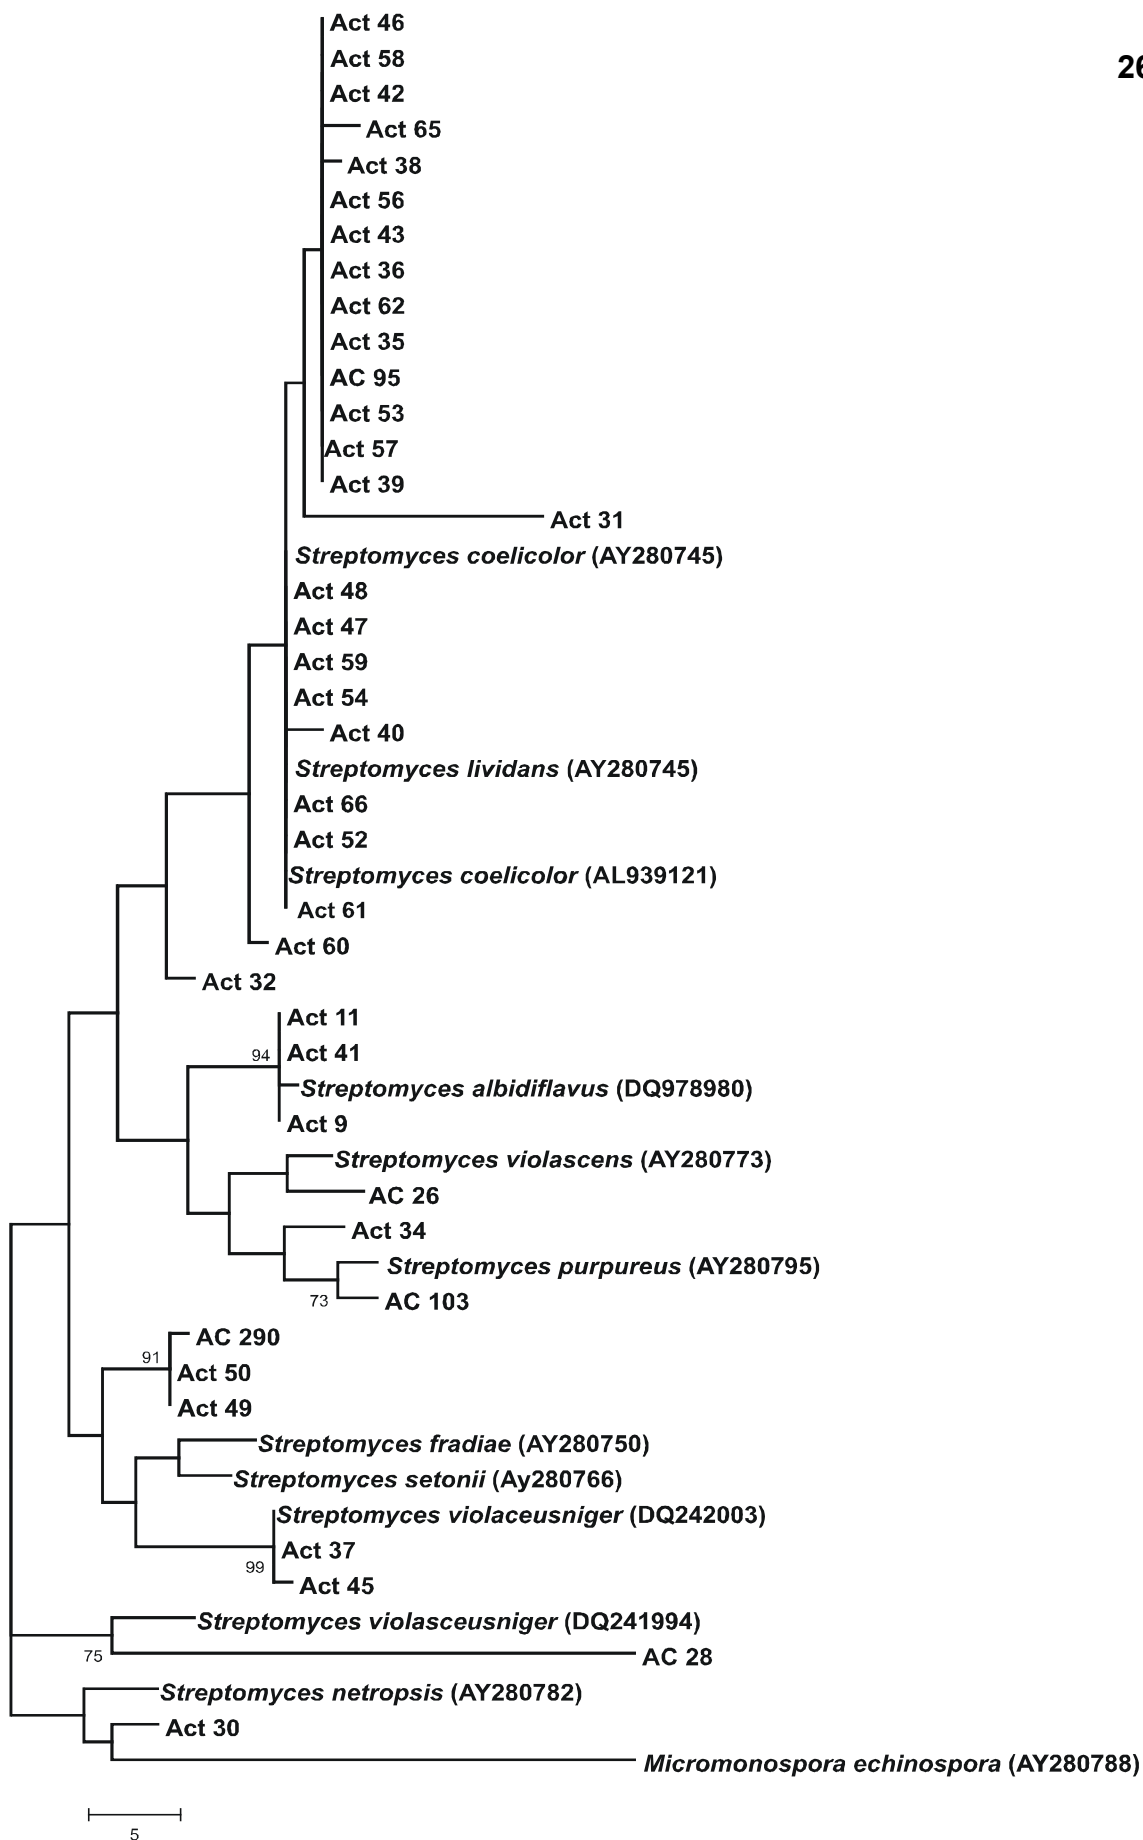 Act 46
Act 58
26
Act 42
Act 65
Act 38
Act 56
Act 43
Act 36
Act 62
Act 35
AC 95
Act 53
Act 57
Act 39
Act 31
Streptomyces coelicolor (AY280745)
Act 48
Act 47
Act 59
Act 54
Act 40
Streptomyces lividans (AY280745)
Act 66
Act 52
Streptomyces coelicolor (AL939121)
Act 61
Act 60
Act 32
Act 11
94
Act 41
Streptomyces albidiflavus (DQ978980)
Act 9
Streptomyces violascens (AY280773)
AC 26
Act 34
Streptomyces purpureus (AY280795)
73
AC 103
AC 290
91
Act 50
Act 49
Streptomyces fradiae (AY280750)
Streptomyces setonii (Ay280766)
Streptomyces violaceusniger (DQ242003)
Act 37
99
Act 45
Streptomyces violasceusniger (DQ241994)
75
AC 28
Streptomyces netropsis (AY280782)
Act 30
Micromonospora echinospora (AY280788)
5